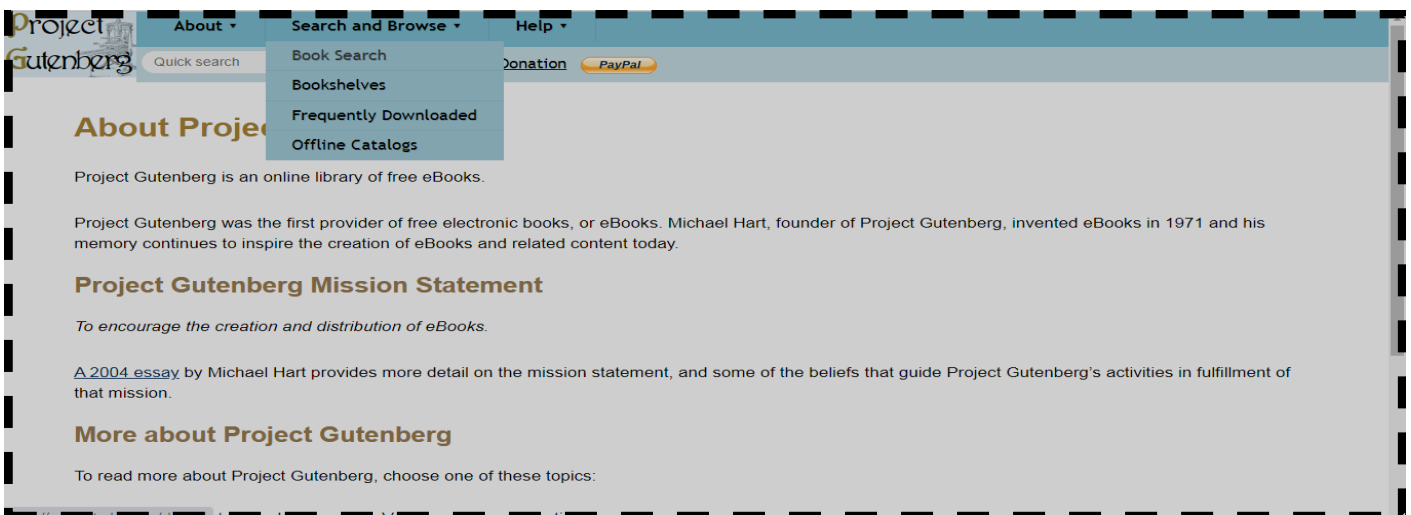 Project
Gutenberg
About ▾
Search and Browse ▾
Help ▾
Quick search
Donation
PayPal
Book Search
Bookshelves
Frequently Downloaded
Offline Catalogs
About Projec
Project Gutenberg is an online library of free eBooks.
Project Gutenberg was the first provider of free electronic books, or eBooks. Michael Hart, founder of Project Gutenberg, invented eBooks in 1971 and his
memory continues to inspire the creation of eBooks and related content today.
Project Gutenberg Mission Statement
To encourage the creation and distribution of eBooks.
A 2004 essay by Michael Hart provides more detail on the mission statement, and some of the beliefs that guide Project Gutenberg’s activities in fulfillment of
that mission.
More about Project Gutenberg
To read more about Project Gutenberg, choose one of these topics: